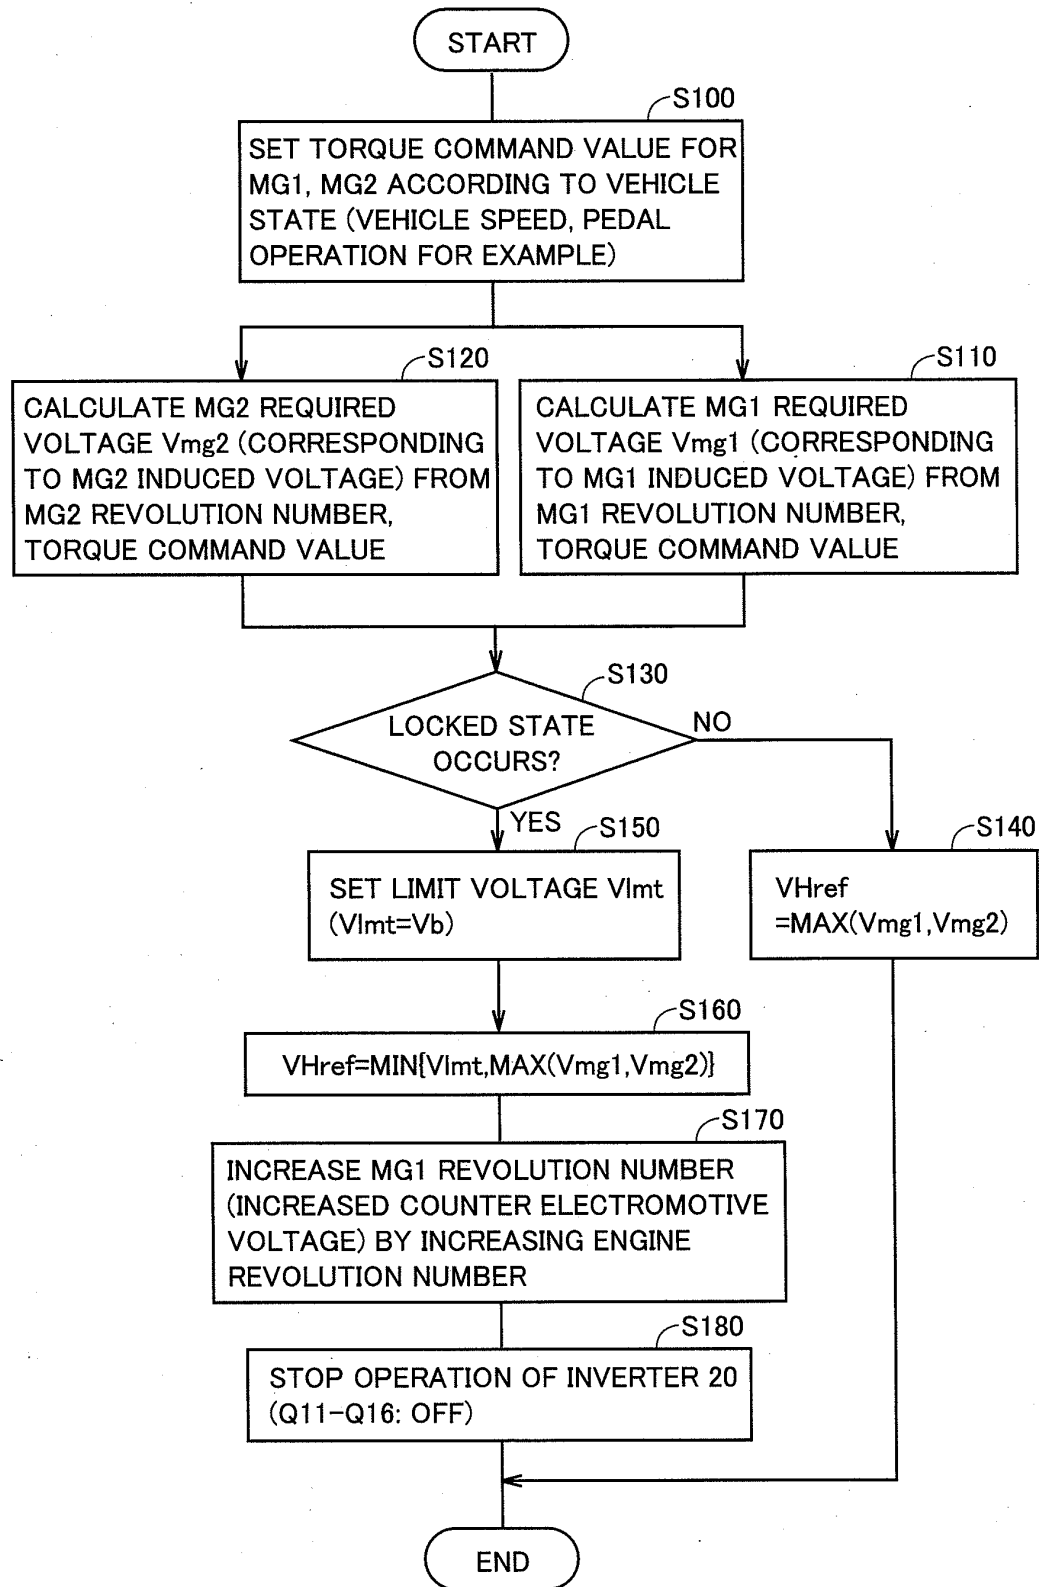 START
S100
SET TORQUE COMMAND VALUE FOR
MG1, MG2 ACCORDING TO VEHICLE
STATE (VEHICLE SPEED, PEDAL
OPERATION FOR EXAMPLE)
S120
CALCULATE MG2 REQUIRED
VOLTAGE Vmg2 (CORRESPONDING
TO MG2 INDUCED VOLTAGE) FROM
MG2 REVOLUTION NUMBER,
TORQUE COMMAND VALUE
S110
CALCULATE MG1 REQUIRED
VOLTAGE Vmg1 (CORRESPONDING
TO MG1 INDUCED VOLTAGE) FROM
MG1 REVOLUTION NUMBER,
TORQUE COMMAND VALUE
S130
LOCKED STATE
OCCURS?
NO
YES
S150
SET LIMIT VOLTAGE Vlmt
(Vlmt=Vb)
S140
VHref
=MAX(Vmg1,Vmg2)
S160
VHref=MIN{Vlmt,MAX(Vmg1,Vmg2)}
S170
INCREASE MG1 REVOLUTION NUMBER
(INCREASED COUNTER ELECTROMOTIVE
VOLTAGE) BY INCREASING ENGINE
REVOLUTION NUMBER
S180
STOP OPERATION OF INVERTER 20
(Q11-Q16: OFF)
END